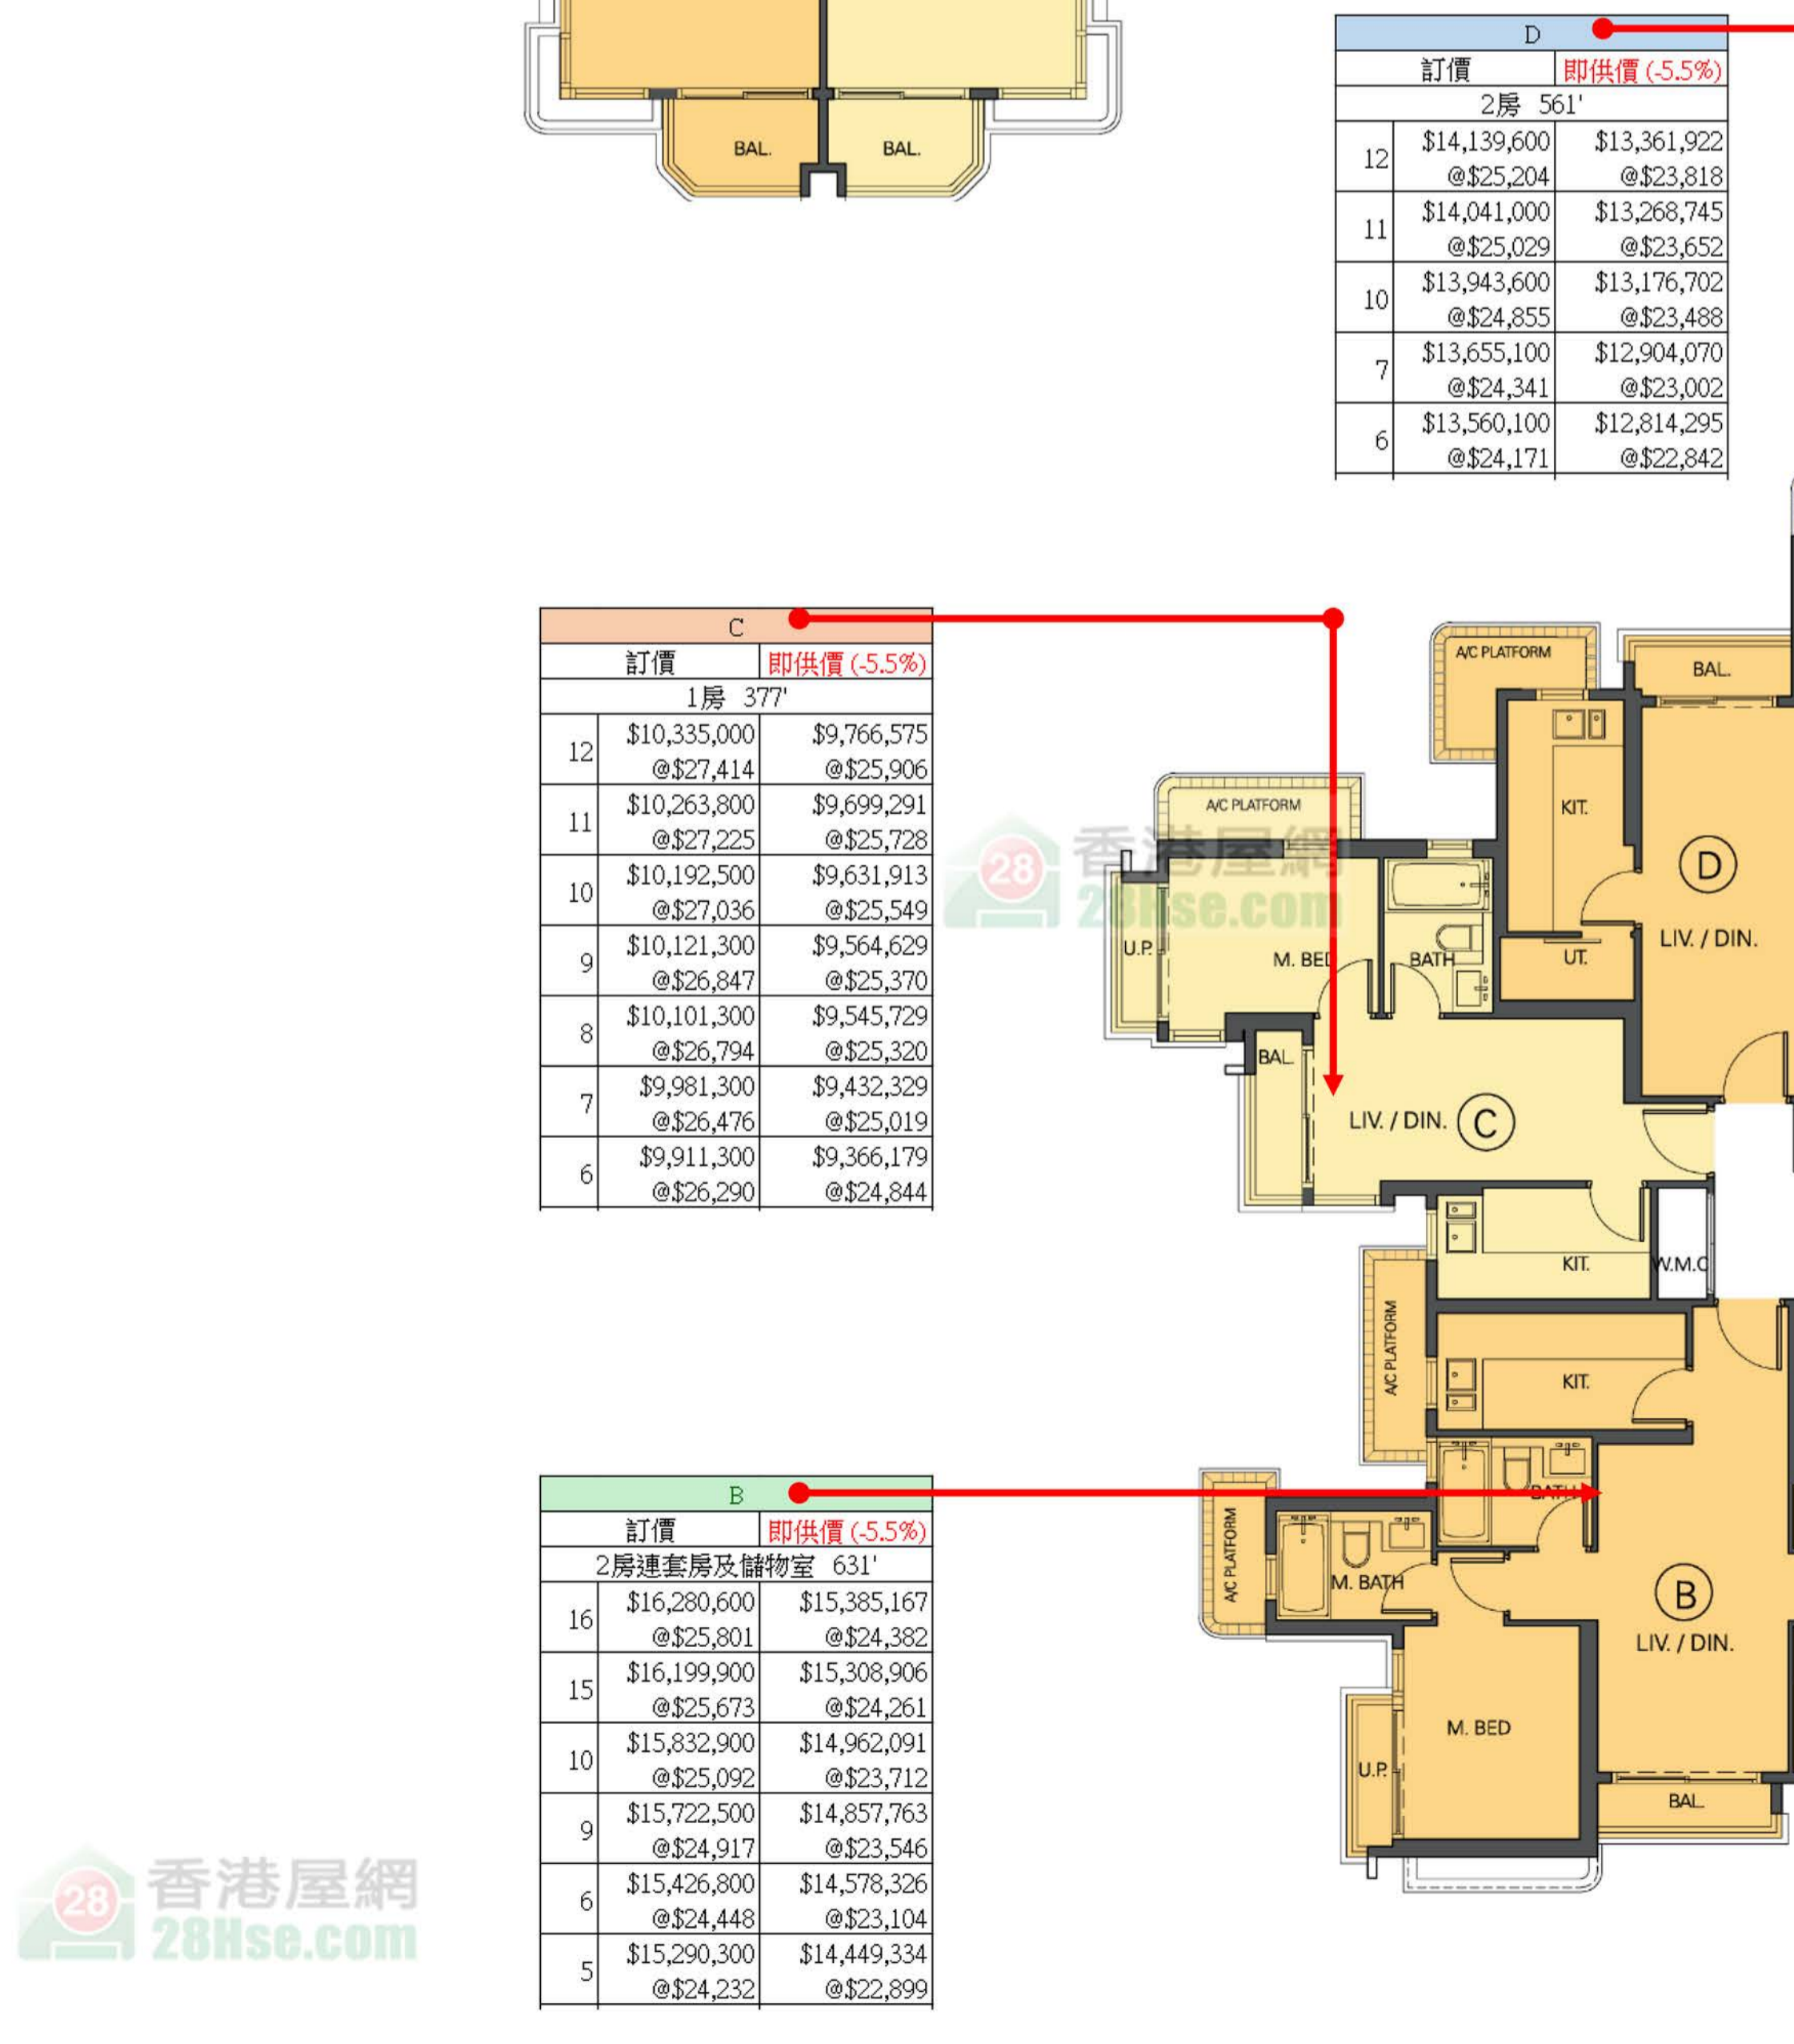 BAL.
BAL.
D
訂價 即供價 (-5.5%)
2房 561'
12 $14,139,600 $13,361,922
@$25,204 @$23,818
11 $14,041,000 $13,268,745
@$25,029 @$23,652
10 $13,943,600 $13,176,702
@$24,855 @$23,488
7 $13,655,100 $12,904,070
@$24,341 @$23,002
6 $13,560,100 $12,814,295
@$24,171 @$22,842
C
訂價 即供價 (-5.5%)
1房 377'
12 $10,335,000 $9,766,575
@$27,414 @$25,906
11 $10,263,800 $9,699,291
@$27,225 @$25,728
10 $10,192,500 $9,631,913
@$27,036 @$25,549
9 $10,121,300 $9,564,629
@$26,847 @$25,370
8 $10,101,300 $9,545,729
@$26,794 @$25,320
7 $9,981,300 $9,432,329
@$26,476 @$25,019
6 $9,911,300 $9,366,179
@$26,290 @$24,844
A/C PLATFORM
BAL.
A/C PLATFORM
KIT.
28 香港屋網
28Hse.com
D
LIV. / DIN.
U.P.
M. BED
BATH
UT.
BAL.
LIV. / DIN.
C
KIT.
W.M.C
A/C PLATFORM
KIT.
B
訂價 即供價 (-5.5%)
2房連套房及儲物室 631'
16 $16,280,600 $15,385,167
@$25,801 @$24,382
15 $16,199,900 $15,308,906
@$25,673 @$24,261
10 $15,832,900 $14,962,091
@$25,092 @$23,712
9 $15,722,500 $14,857,763
@$24,917 @$23,546
6 $15,426,800 $14,578,326
@$24,448 @$23,104
5 $15,290,300 $14,449,334
@$24,232 @$22,899
BATH
A/C PLATFORM
M. BATH
B
LIV. / DIN.
M. BED
U.P.
BAL.
28 香港屋網
28Hse.com